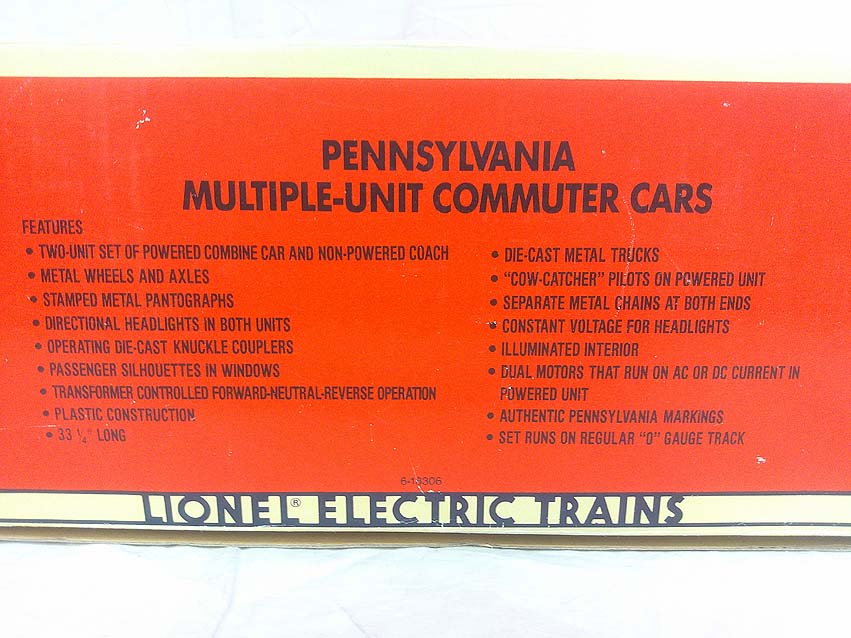 PENNSYLVANIA
MULTIPLE-UNIT COMMUTER CARS
FEATURES
• TWO-UNIT SET OF POWERED COMBINE CAR AND NON-POWERED COACH
• METAL WHEELS AND AXLES
• STAMPED METAL PANTOGRAPHS
• DIRECTIONAL HEADLIGHTS IN BOTH UNITS
• OPERATING DIE-CAST KNUCKLE COUPLERS
• PASSENGER SILHOUETTES IN WINDOWS
• TRANSFORMER CONTROLLED FORWARD-NEUTRAL-REVERSE OPERATION
• PLASTIC CONSTRUCTION
• 33 ¼" LONG
• DIE-CAST METAL TRUCKS
• "COW-CATCHER" PILOTS ON POWERED UNIT
• SEPARATE METAL CHAINS AT BOTH ENDS
• CONSTANT VOLTAGE FOR HEADLIGHTS
• ILLUMINATED INTERIOR
• DUAL MOTORS THAT RUN ON AC OR DC CURRENT IN
POWERED UNIT
• AUTHENTIC PENNSYLVANIA MARKINGS
• SET RUNS ON REGULAR "O" GAUGE TRACK
6-18306
LIONEL® ELECTRIC TRAINS